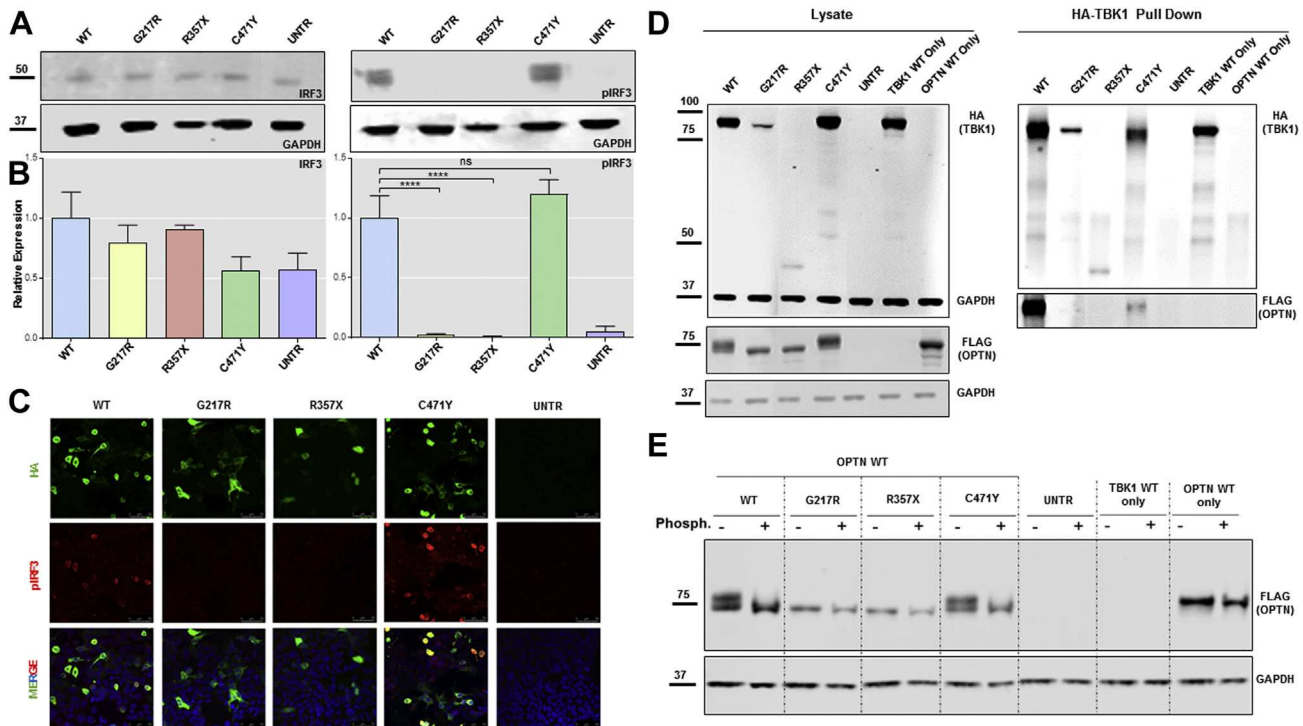 A
WT G217R R357X C471Y UNTR
50
IRF3
37
GAPDH
WT G217R R357X C471Y UNTR
pIRF3
GAPDH
B
IRF3
Relative Expression
1.5
1.0
0.5
0.0
WT G217R R357X C471Y UNTR
pIRF3
ns
****
****
1.5
1.0
0.5
0.0
WT G217R R357X C471Y UNTR
C
WT G217R R357X C471Y UNTR
HA
pIRF3
MERGE
D
Lysate
WT G217R R357X C471Y UNTR TBK1 WT Only OPTN WT Only
100
75
50
37
HA
(TBK1)
GAPDH
75
FLAG
(OPTN)
37
GAPDH
HA-TBK1 Pull Down
WT G217R R357X C471Y UNTR TBK1 WT Only OPTN WT Only
HA
(TBK1)
FLAG
(OPTN)
E
OPTN WT
WT G217R R357X C471Y UNTR TBK1 WT only OPTN WT only
Phosph. - + - + - + - + - + - + - +
75
FLAG
(OPTN)
37
GAPDH